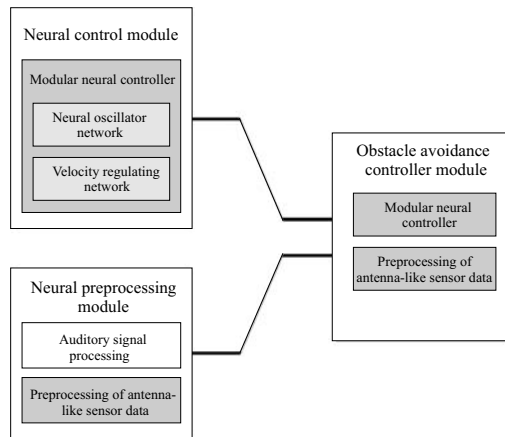 Neural control module
Modular neural controller
Neural oscillator
network
Velocity regulating
network
Neural preprocessing
module
Auditory signal
processing
Preprocessing of antenna-
like sensor data
Obstacle avoidance
controller module
Modular neural
controller
Preprocessing of
antenna-like sensor data